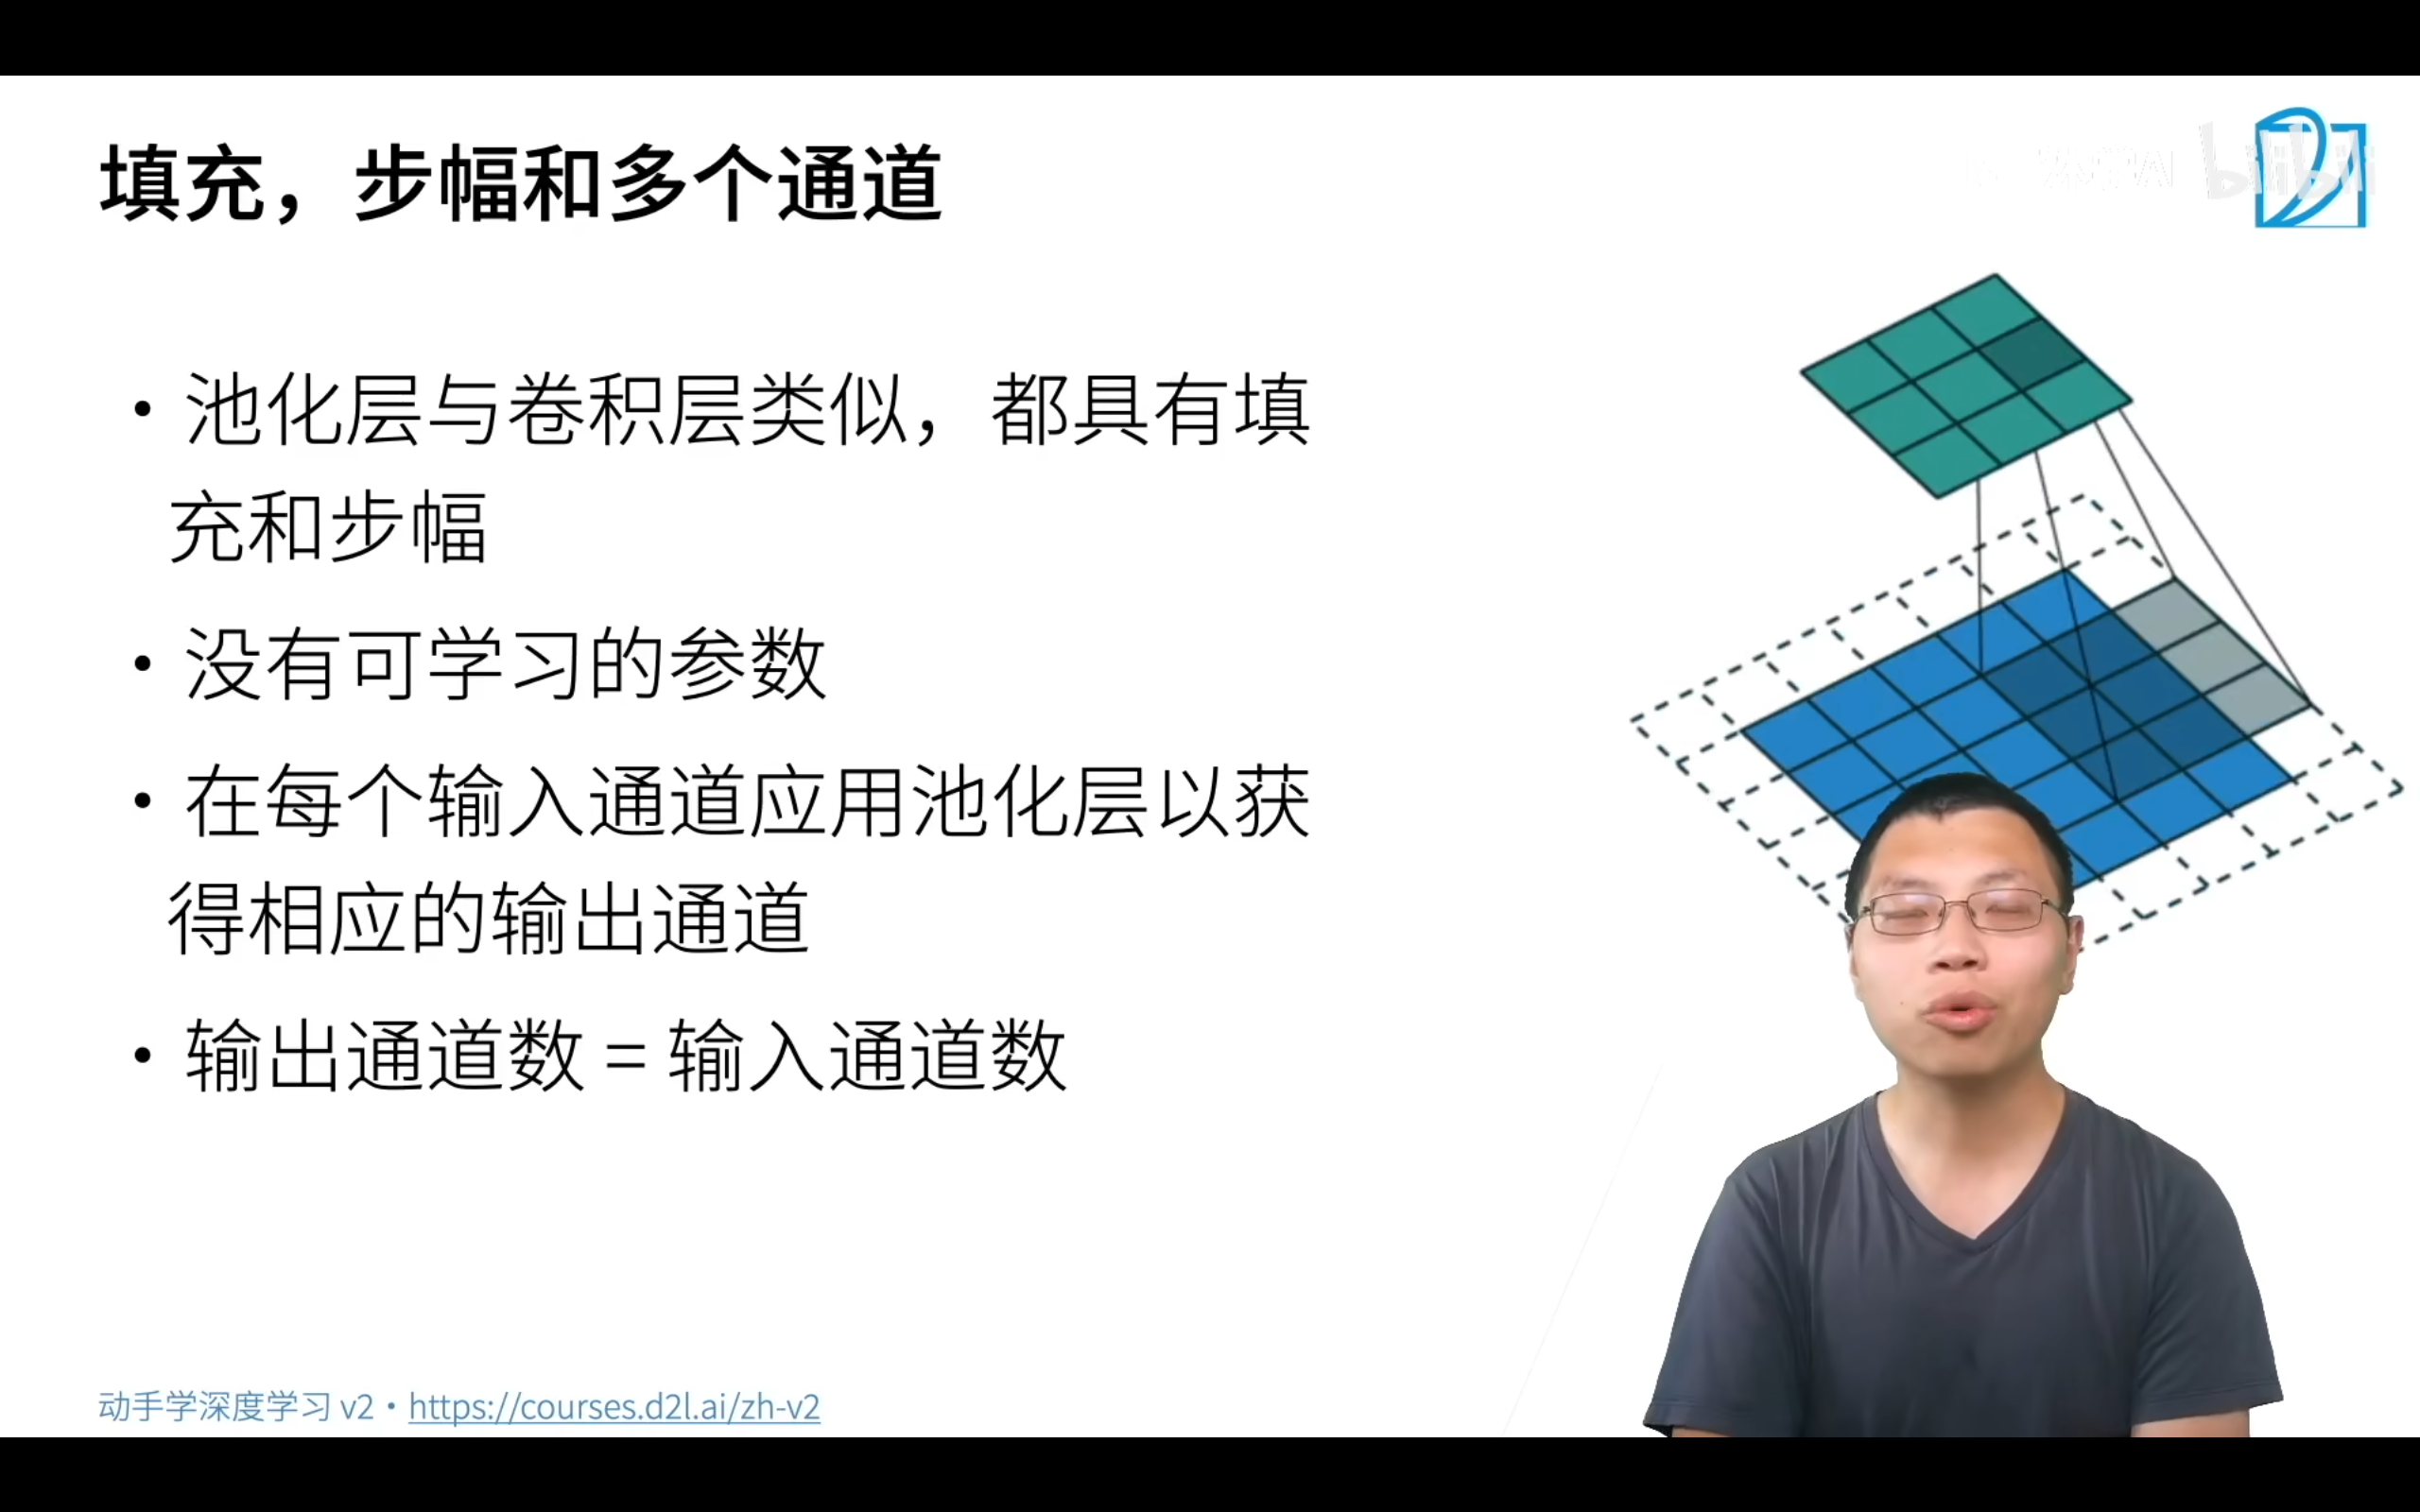 填充，步幅和多个通道
bilibili
• 池化层与卷积层类似， 都具有填
充和步幅
• 没有可学习的参数
• 在每个输入通道应用池化层以获
得相应的输出通道
• 输出通道数 = 输入通道数
动手学深度学习 v2 • https://courses.d2l.ai/zh-v2